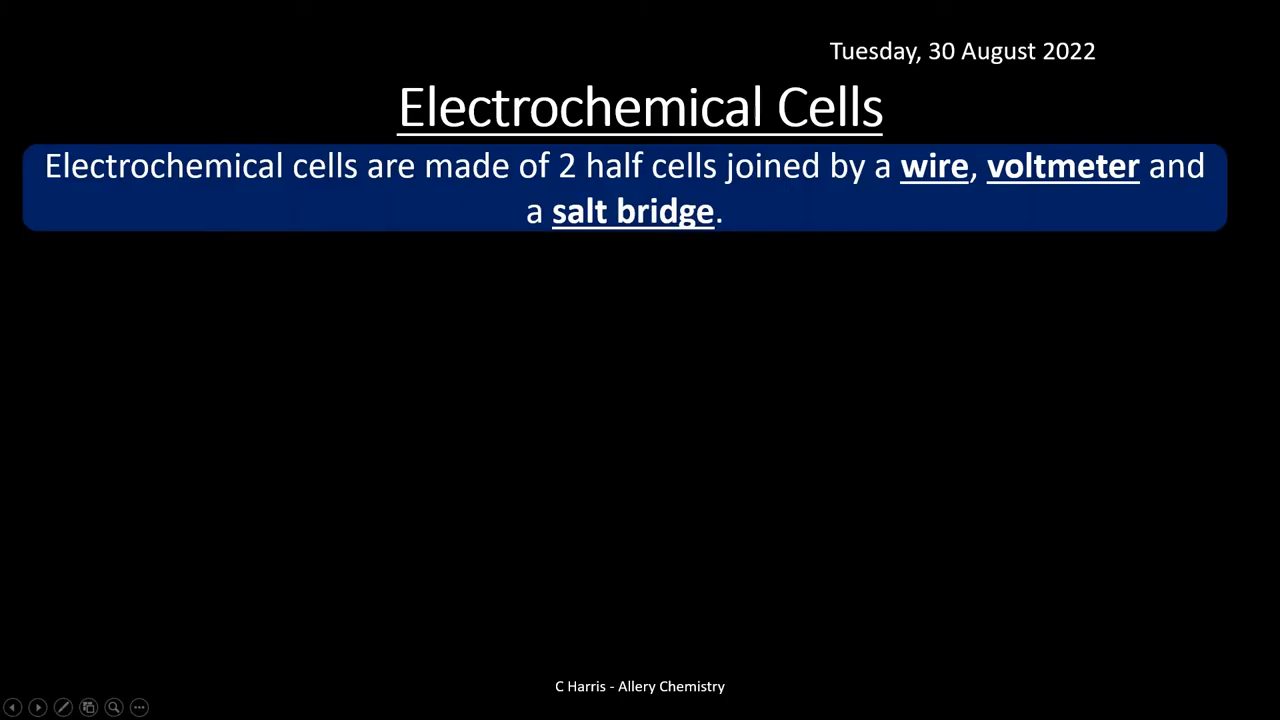 Tuesday, 30 August 2022
Electrochemical Cells
Electrochemical cells are made of 2 half cells joined by a wire, voltmeter and
a salt bridge.
C Harris - Allery Chemistry